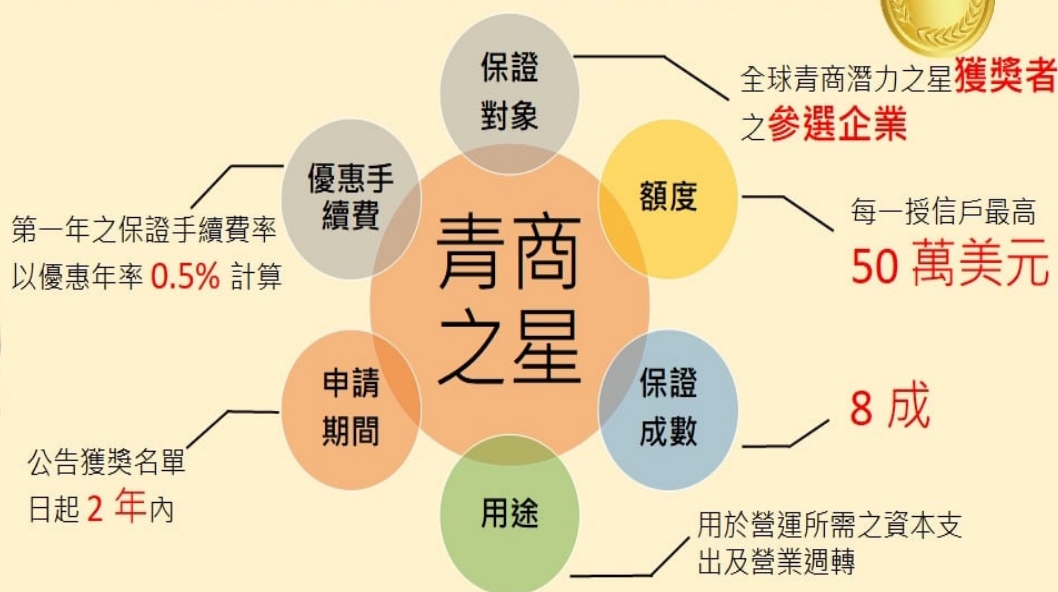 保證
對象
全球青商潛力之星獲獎者
之參選企業
優惠手
續費
第一年之保證手續費率
以優惠年率 0.5% 計算
額度
每一授信戶最高
50 萬美元
青商
之星
申請
期間
公告獲獎名單
日起 2 年內
保證
成數
8 成
用途
用於營運所需之資本支
出及營業週轉